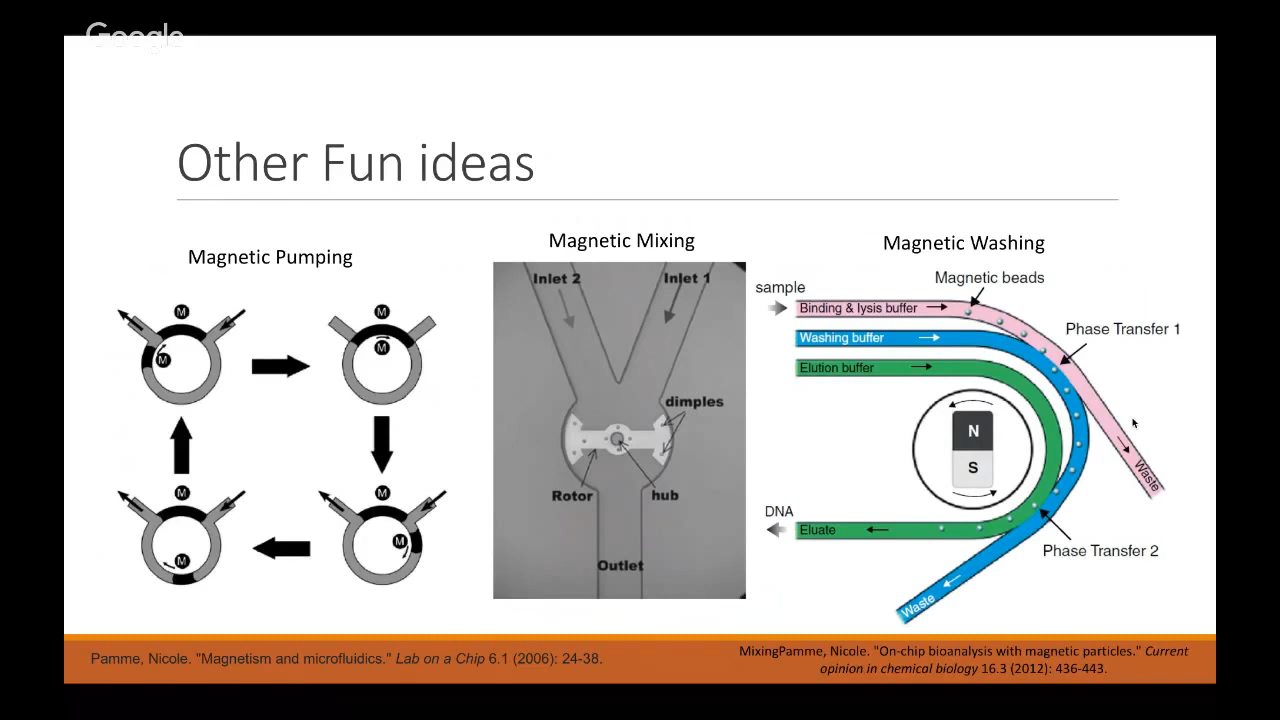 Google
Other Fun ideas
Magnetic Pumping
M
M
M
M
M
M
M
M
Magnetic Mixing
Inlet 2
Inlet 1
dimples
Rotor
hub
Outlet
Magnetic Washing
Magnetic beads
sample
Binding & lysis buffer
Phase Transfer 1
Washing buffer
Elution buffer
N
S
Waste
DNA
Eluate
Phase Transfer 2
Waste
Pamme, Nicole. "Magnetism and microfluidics." Lab on a Chip 6.1 (2006): 24-38.
MixingPamme, Nicole. "On-chip bioanalysis with magnetic particles." Current
opinion in chemical biology 16.3 (2012): 436-443.